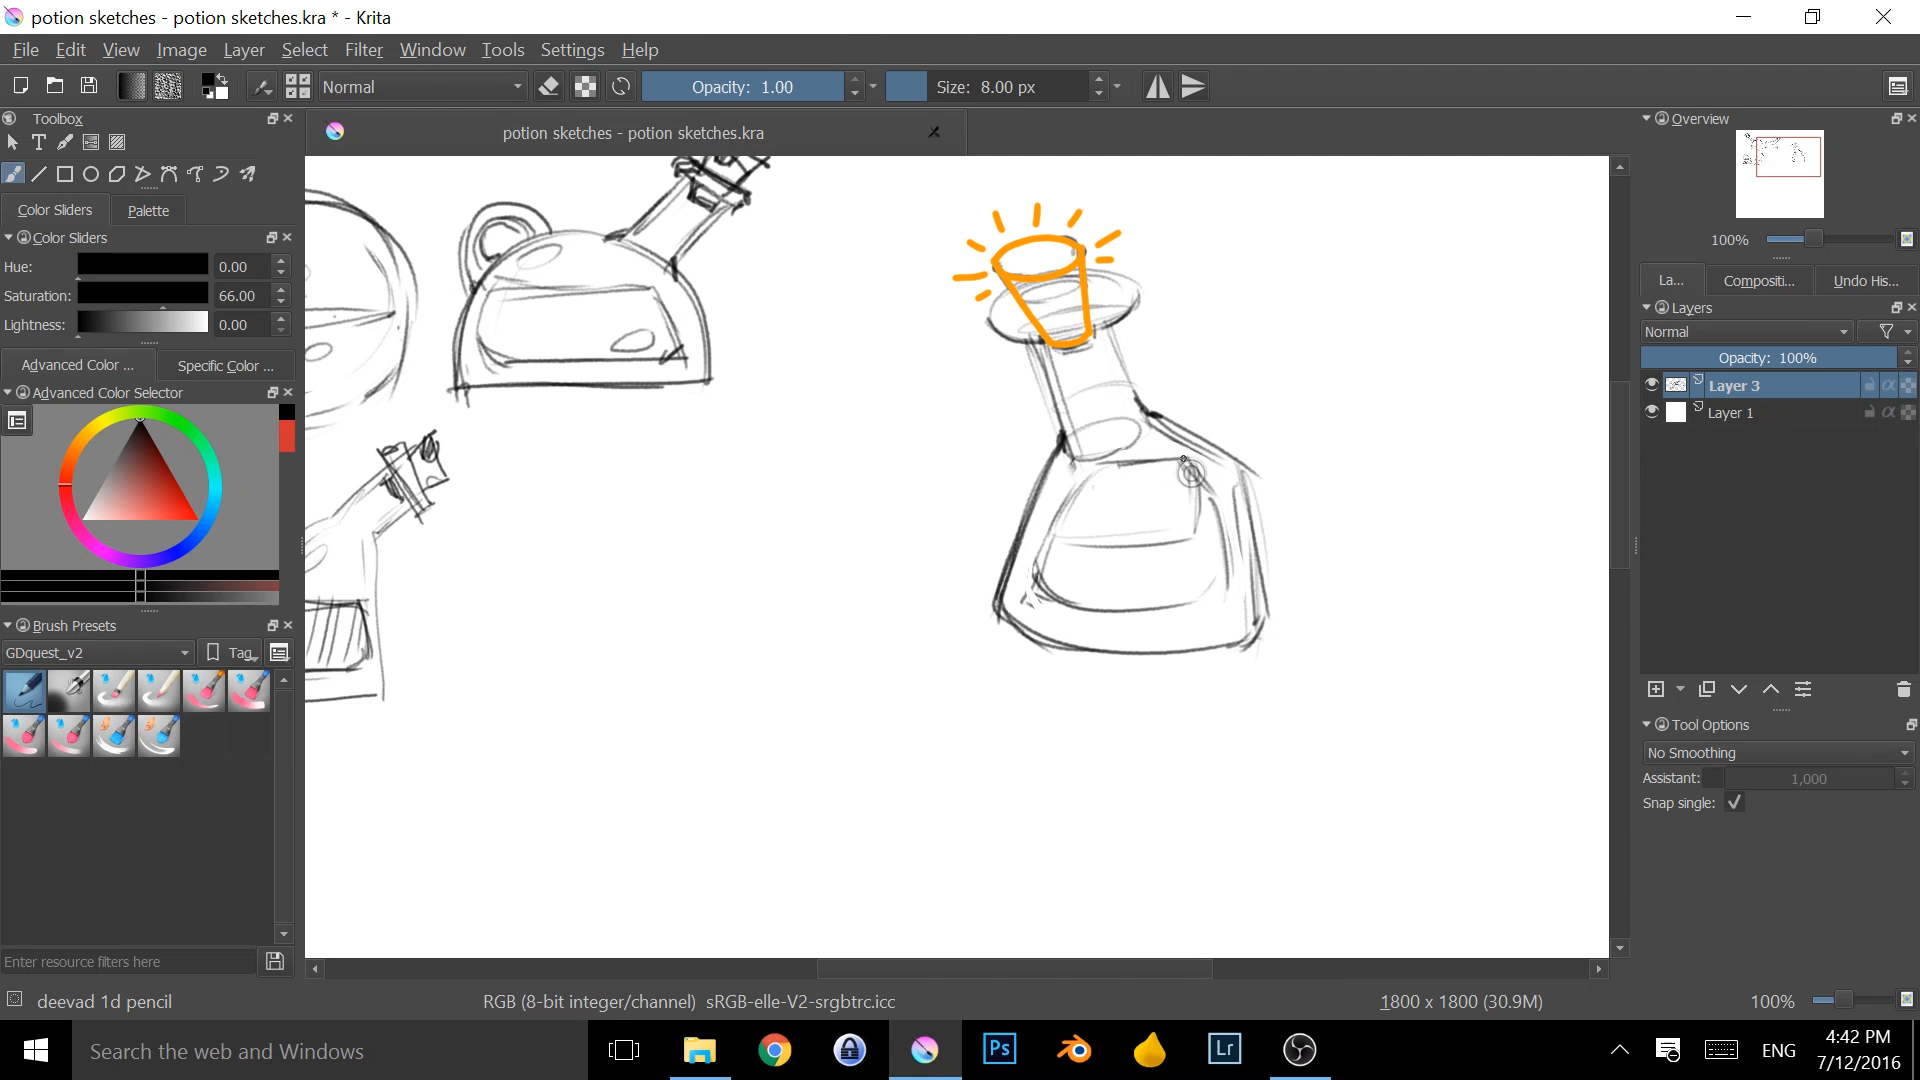 potion sketches - potion sketches.kra * - Krita
File Edit View Image Layer Select Filter Window Tools Settings Help
Normal
Opacity: 1.00
Size: 8.00 px
Toolbox
potion sketches - potion sketches.kra
Overview
Color Sliders
Palette
Color Sliders
Hue: 0.00
Saturation: 66.00
Lightness: 0.00
100%
La...
Compositi...
Undo His...
Layers
Normal
Opacity: 100%
Layer 3
Layer 1
Advanced Color ...
Specific Color ...
Advanced Color Selector
Brush Presets
GDquest_v2
Tag
Tool Options
No Smoothing
Assistant: 1,000
Snap single:
Enter resource filters here
deevad 1d pencil
RGB (8-bit integer/channel) sRGB-elle-V2-srgbtrc.icc
1800 x 1800 (30.9M)
100%
Search the web and Windows
Ps
Lr
ENG
4:42 PM
7/12/2016